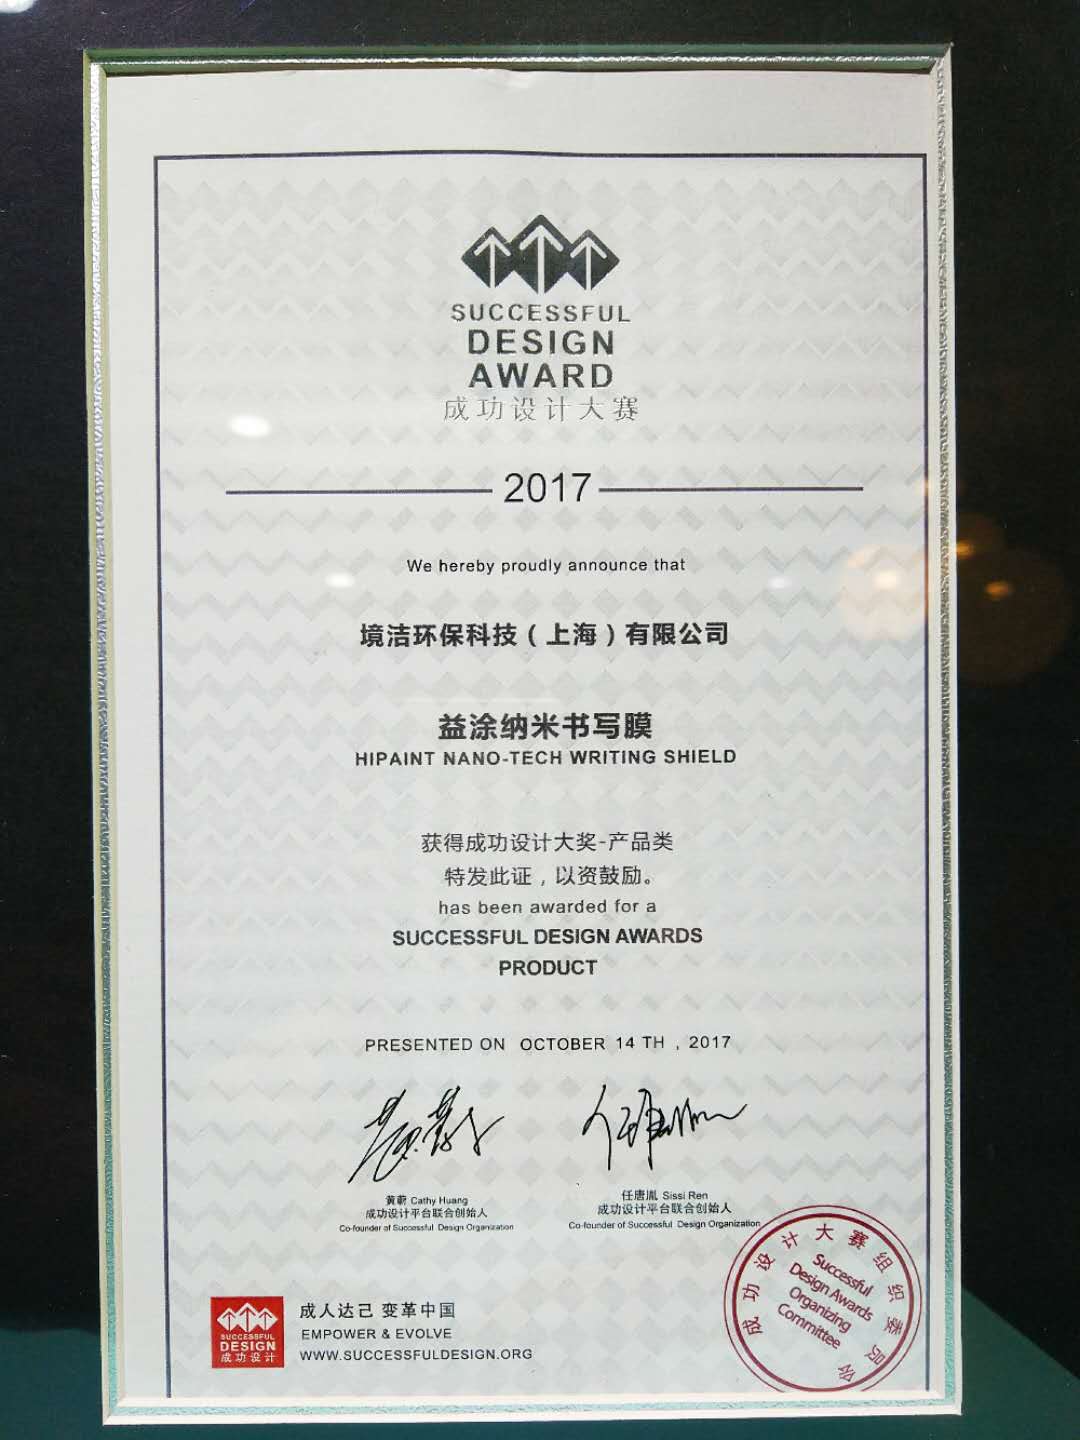 SUCCESSFUL
DESIGN
AWARD
成功设计大赛
2017
We hereby proudly announce that
境洁环保科技（上海）有限公司
益涂纳米书写膜
HIPAINT NANO-TECH WRITING SHIELD
获得成功设计大奖-产品类
特发此证，以资鼓励。
has been awarded for a
SUCCESSFUL DESIGN AWARDS
PRODUCT
PRESENTED ON OCTOBER 14 TH , 2017
黄蔚 Cathy Huang
成功设计平台联合创始人
Co-founder of Successful Design Organization
任唐胤 Sissi Ren
成功设计平台联合创始人
Co-founder of Successful Design Organization
成功设计大赛组织委员会
Successful
Design Awards
Organizing
Committee
SUCCESSFUL
DESIGN
成功设计
成人达己 变革中国
EMPOWER & EVOLVE
WWW.SUCCESSFULDESIGN.ORG